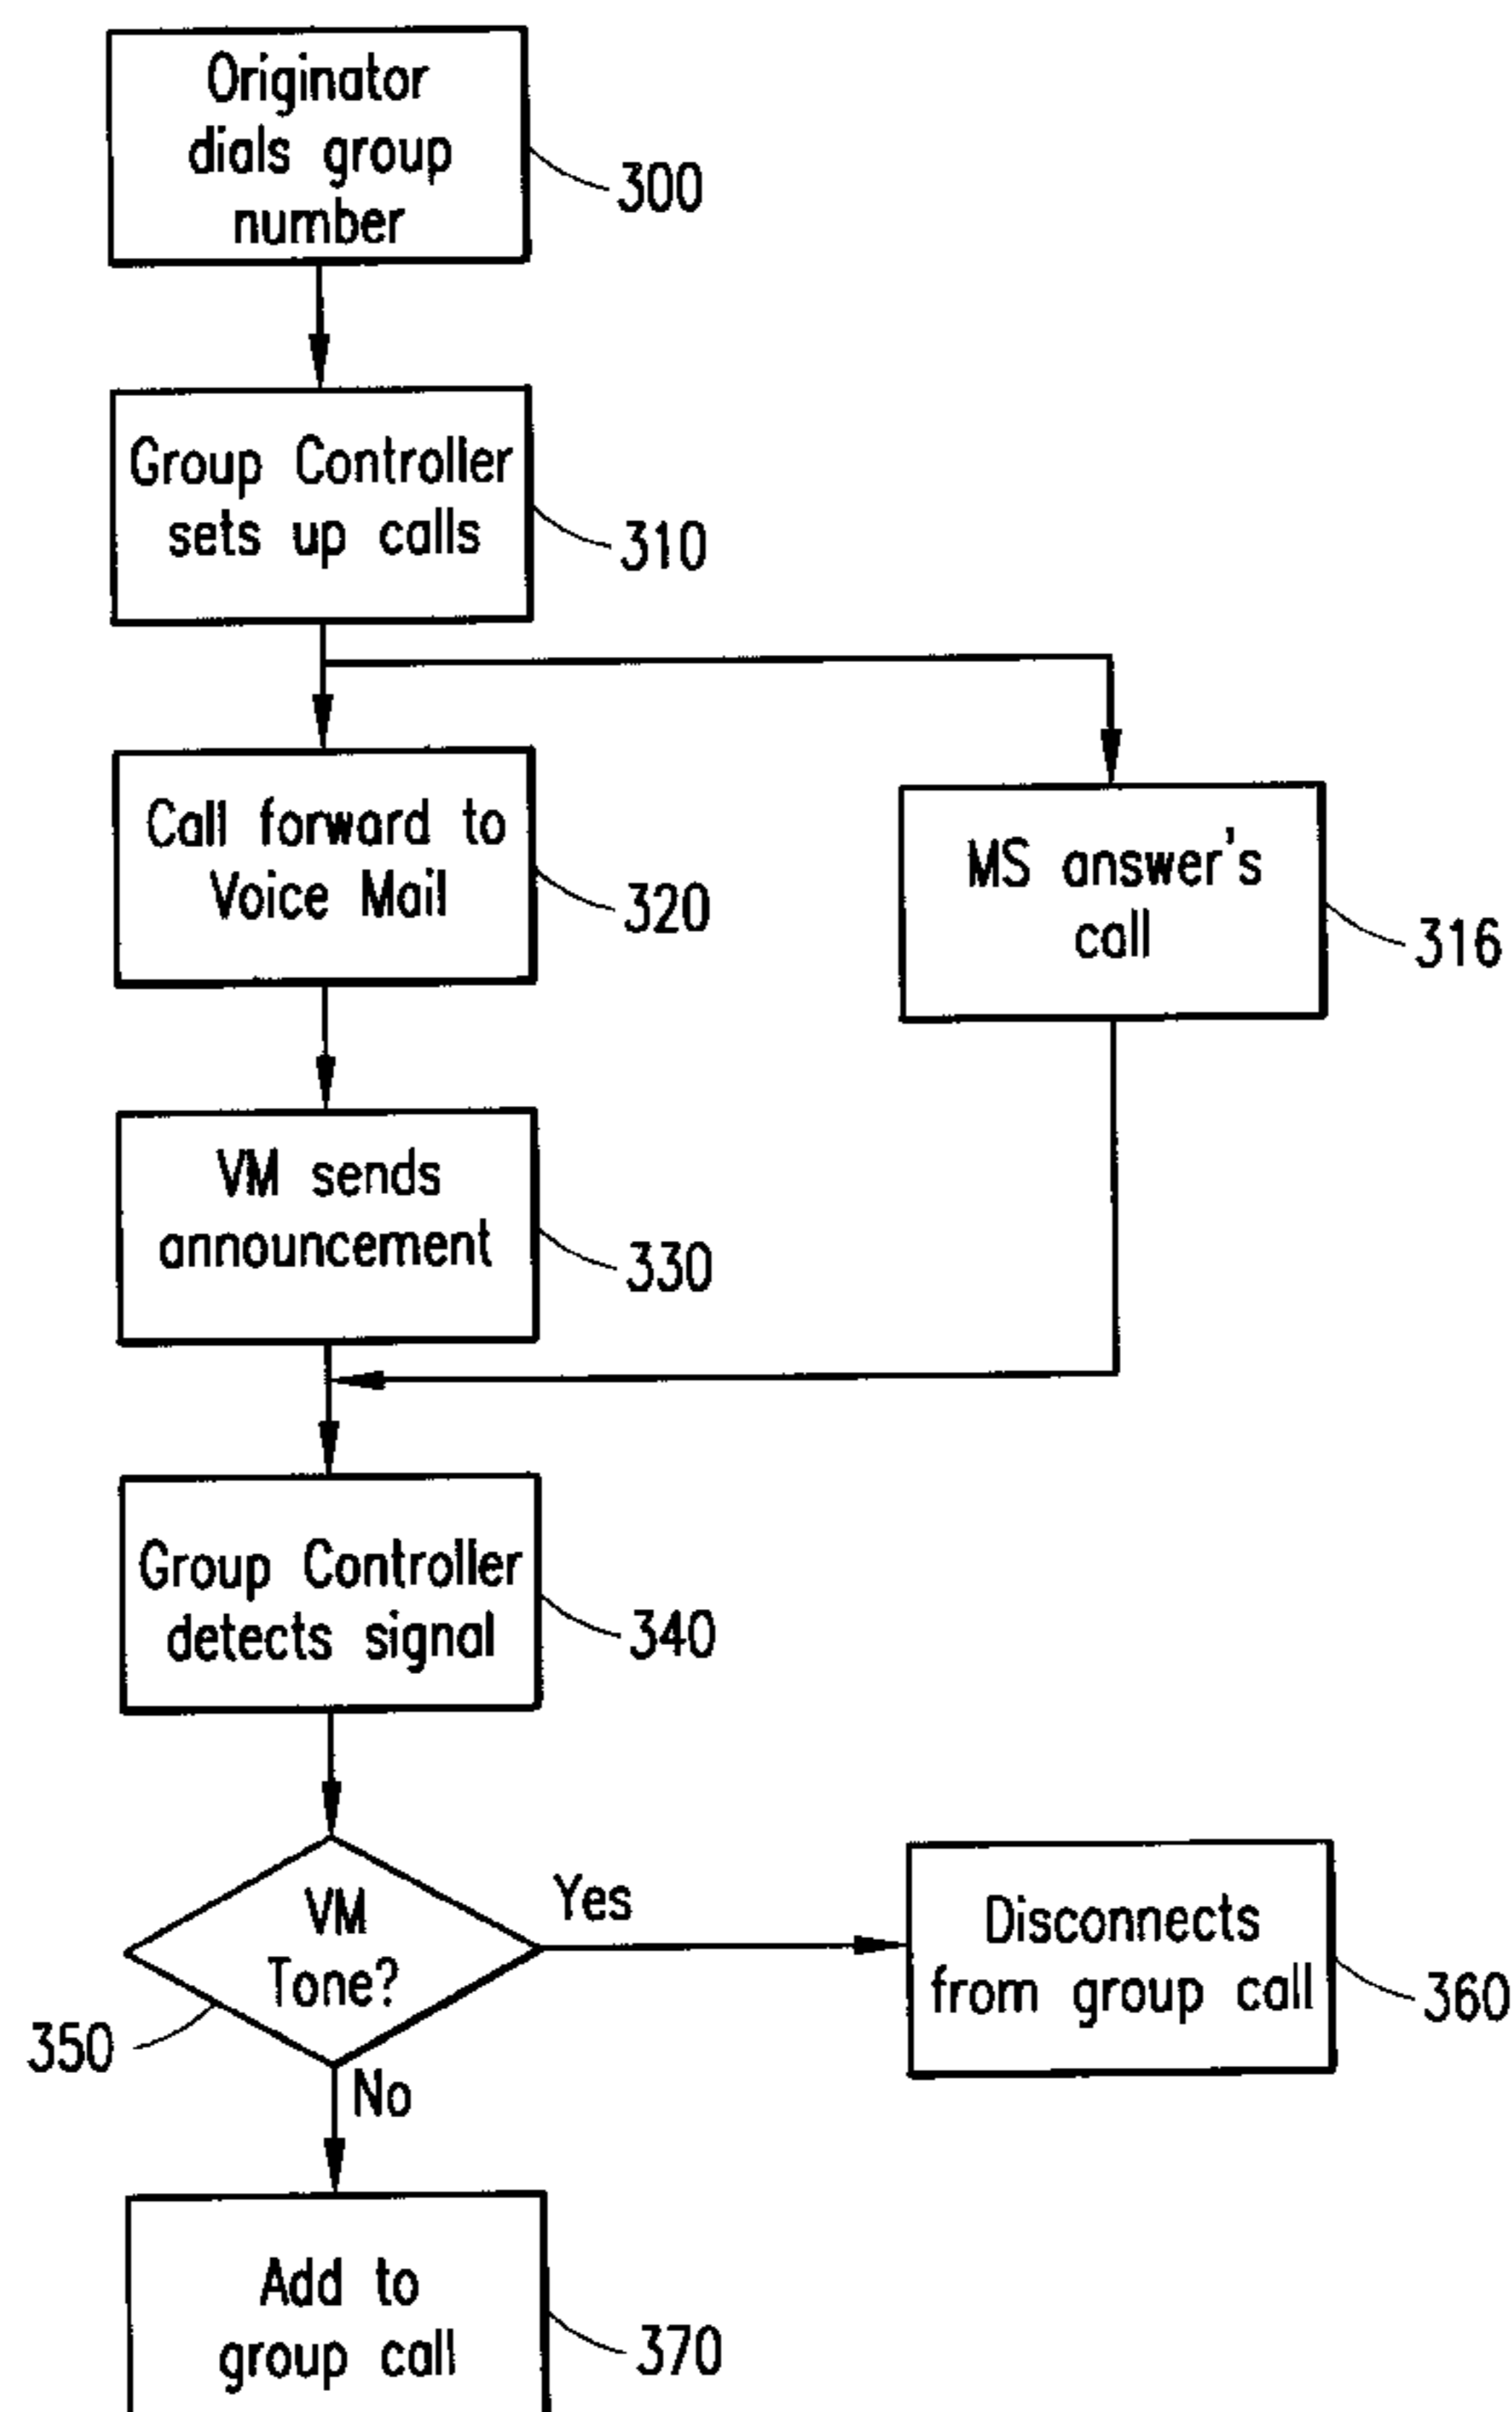 Originator
dials group
number
300
Group Controller
sets up calls
310
Call forward to
Voice Mail
320
MS answer's
call
316
VM sends
announcement
330
Group Controller
detects signal
340
VM
Tone?
350
Yes
Disconnects
from group call
360
No
Add to
group call
370